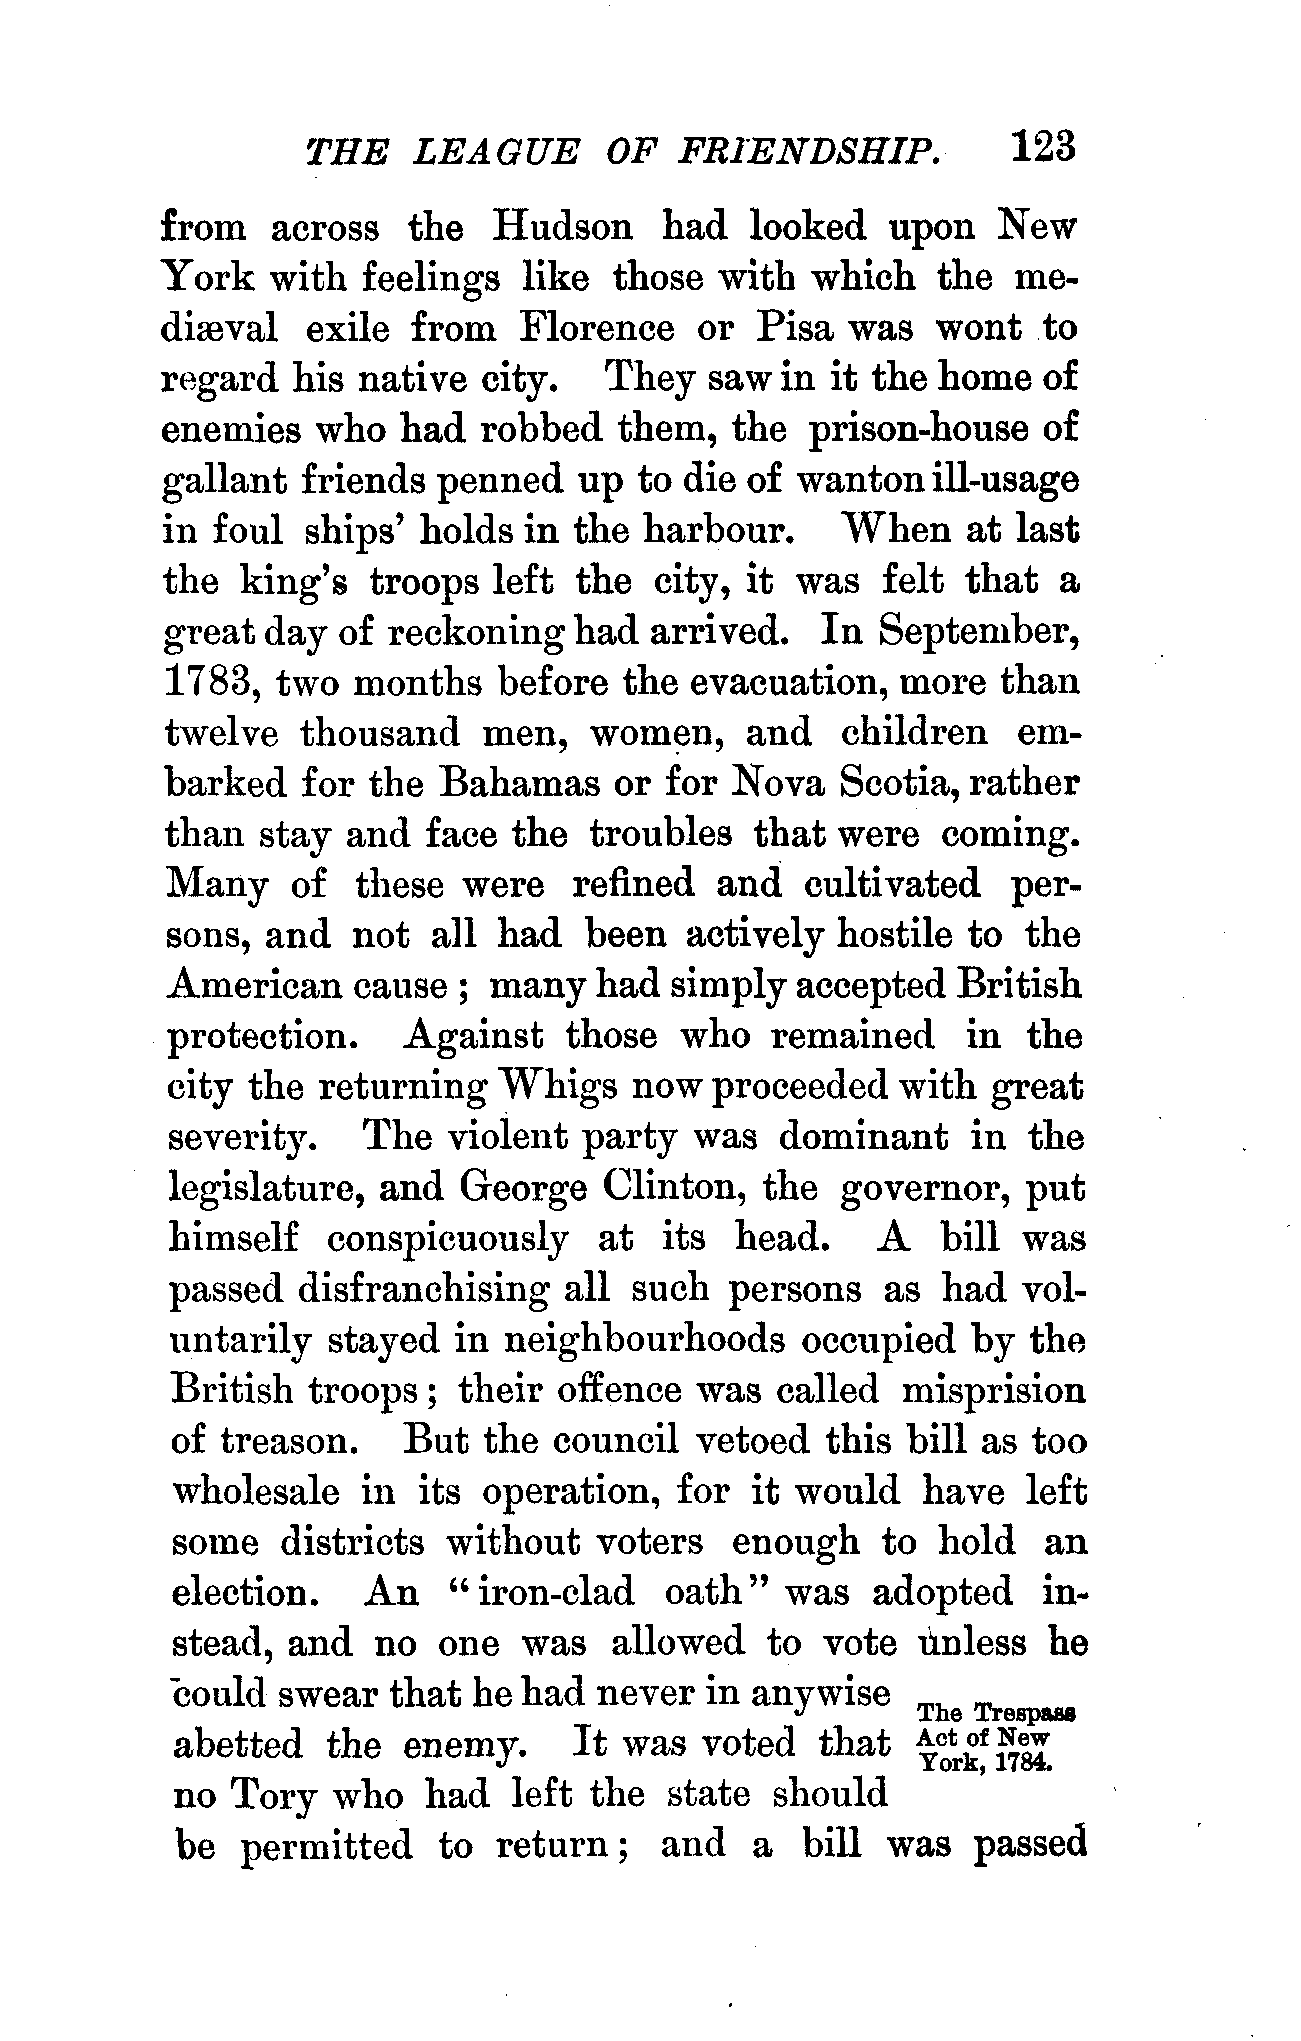 THE LEAGUE OF FRIENDSHIP. 123
from across the Hudson had looked upon New
York with feelings like those with which the me-
diæval exile from Florence or Pisa was wont to
regard his native city. They saw in it the home of
enemies who had robbed them, the prison-house of
gallant friends penned up to die of wanton ill-usage
in foul ships' holds in the harbour. When at last
the king's troops left the city, it was felt that a
great day of reckoning had arrived. In September,
1783, two months before the evacuation, more than
twelve thousand men, women, and children em-
barked for the Bahamas or for Nova Scotia, rather
than stay and face the troubles that were coming.
Many of these were refined and cultivated per-
sons, and not all had been actively hostile to the
American cause ; many had simply accepted British
protection. Against those who remained in the
city the returning Whigs now proceeded with great
severity. The violent party was dominant in the
legislature, and George Clinton, the governor, put
himself conspicuously at its head. A bill was
passed disfranchising all such persons as had vol-
untarily stayed in neighbourhoods occupied by the
British troops ; their offence was called misprision
of treason. But the council vetoed this bill as too
wholesale in its operation, for it would have left
some districts without voters enough to hold an
election. An "iron-clad oath" was adopted in-
stead, and no one was allowed to vote unless he
could swear that he had never in anywise
abetted the enemy. It was voted that
no Tory who had left the state should
The Trespass
Act of New
York, 1784.
be permitted to return ; and a bill was passed